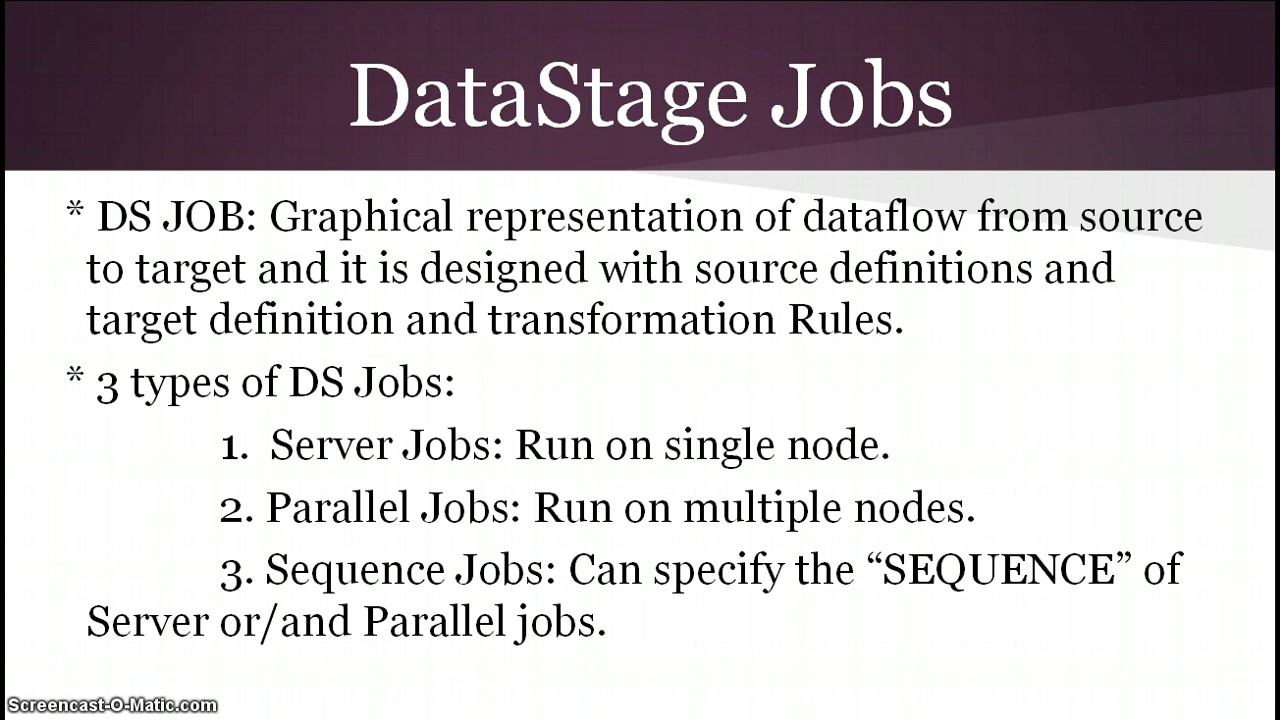 DataStage Jobs
* DS JOB: Graphical representation of dataflow from source
to target and it is designed with source definitions and
target definition and transformation Rules.
* 3 types of DS Jobs:
1. Server Jobs: Run on single node.
2. Parallel Jobs: Run on multiple nodes.
3. Sequence Jobs: Can specify the “SEQUENCE” of
Server or/and Parallel jobs.
Screencast-O-Matic.com